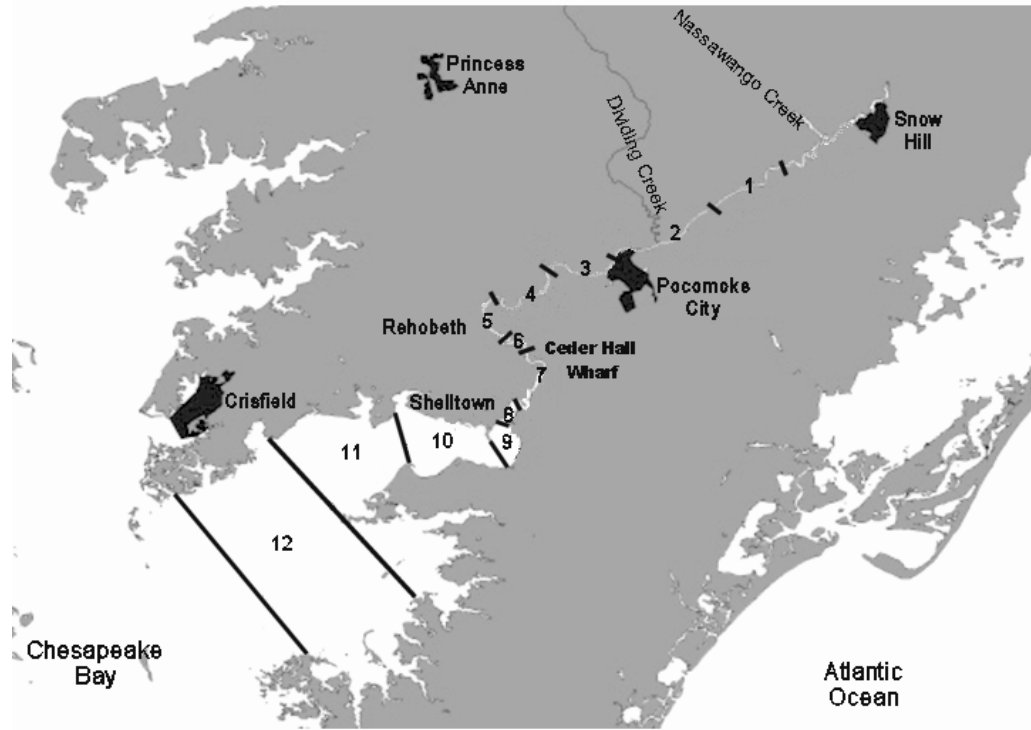 Princess
Anne
Nassawango Creek
Dividing Creek
Snow
Hill
1
2
3
Pocomoke
City
4
5
Rehobeth
6
Ceder Hall
Wharf
7
Crisfield
Shelltown
8
9
10
11
12
Chesapeake
Bay
Atlantic
Ocean